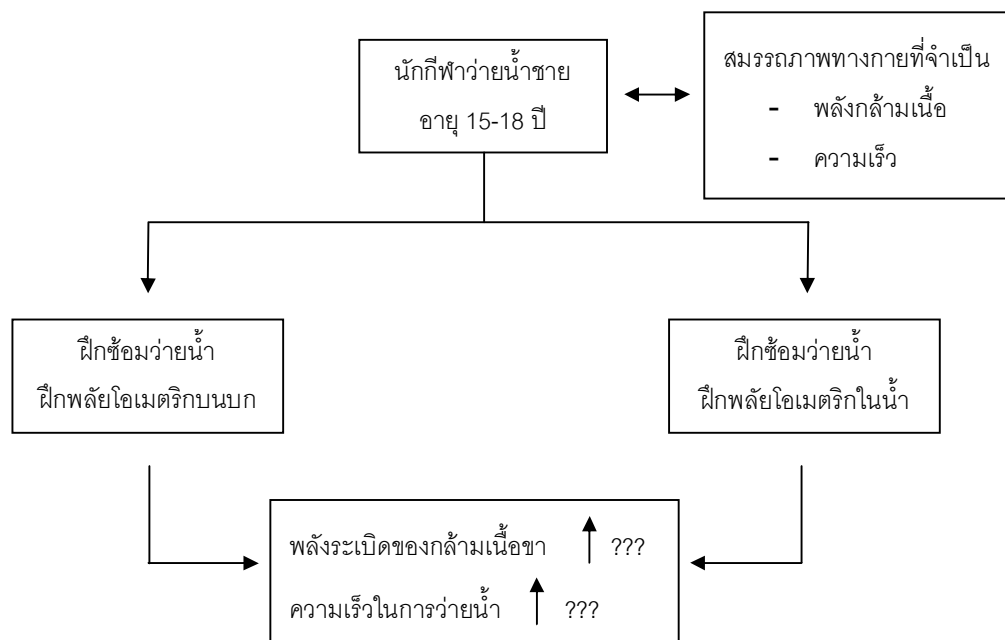 นักกีฬาว่ายน้ำชาย
อายุ 15-18 ปี
สมรรถภาพทางกายที่จำเป็น
- พลังกล้ามเนื้อ
- ความเร็ว
ฝึกซ้อมว่ายน้ำ
ฝึกพลัยโอเมตริกบนบก
ฝึกซ้อมว่ายน้ำ
ฝึกพลัยโอเมตริกในน้ำ
พลังระเบิดของกล้ามเนื้อขา ↑ ???
ความเร็วในการว่ายน้ำ ↑ ???